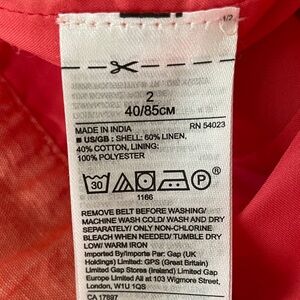 1/2
2
40/85CM
MADE IN INDIA RN 54023
■ US/GB : SHELL: 60% LINEN,
40% COTTON, LINING:
100% POLYESTER
30 P
1166
REMOVE BELT BEFORE WASHING/
MACHINE WASH COLD/ WASH AND DRY
SEPARATELY/ ONLY NON-CHLORINE
BLEACH WHEN NEEDED/ TUMBLE DRY
LOW/ WARM IRON
Imported By/Importe Par: Gap (UK
Holdings) Limited: GPS (Great Britain)
Limited Gap Stores (Ireland) Limited Gap
Europe Limited All at 33 Wigmore Street
London, W1U 1QS
CA 17897